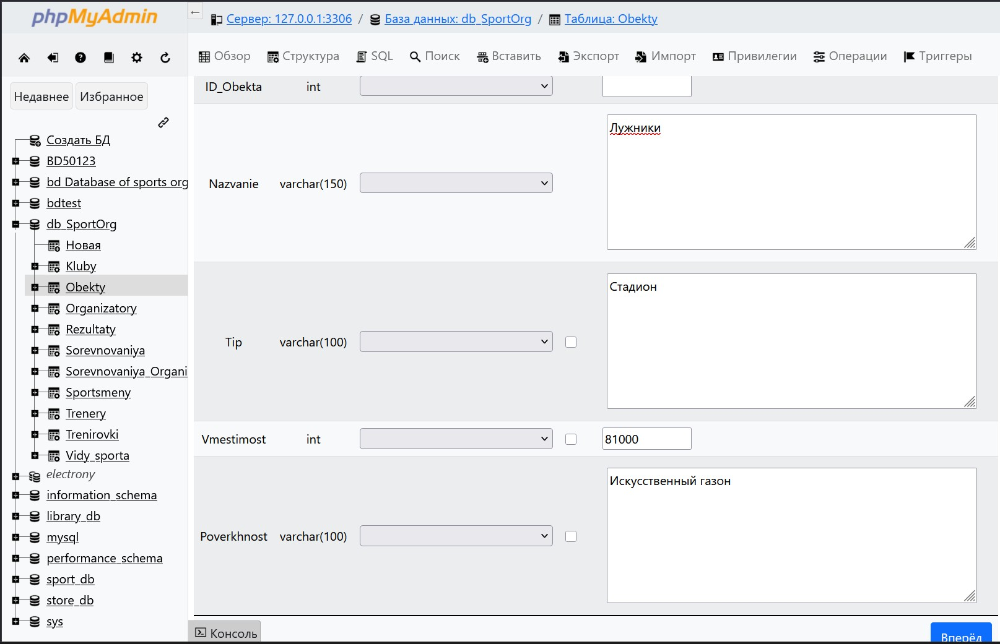 phpMyAdmin
←
Сервер: 127.0.0.1:3306 / База данных: db_SportOrg / Таблица: Obekty
Обзор Структура SQL Поиск Вставить Экспорт Импорт Привилегии Операции Триггеры
Недавнее Избранное
Создать БД
BD50123
bd Database of sports org
bdtest
db_SportOrg
Новая
Kluby
Obekty
Organizatory
Rezultaty
Sorevnovaniya
Sorevnovaniya_Organi
Sportsmeny
Trenery
Trenirovki
Vidy_sporta
electrony
information_schema
library_db
mysql
performance_schema
sport_db
store_db
sys
ID_Obekta int
Nazvanie varchar(150) Лужники
Tip varchar(100) Стадион
Vmestimost int 81000
Poverkhnost varchar(100) Искусственный газон
Консоль
Вперёд